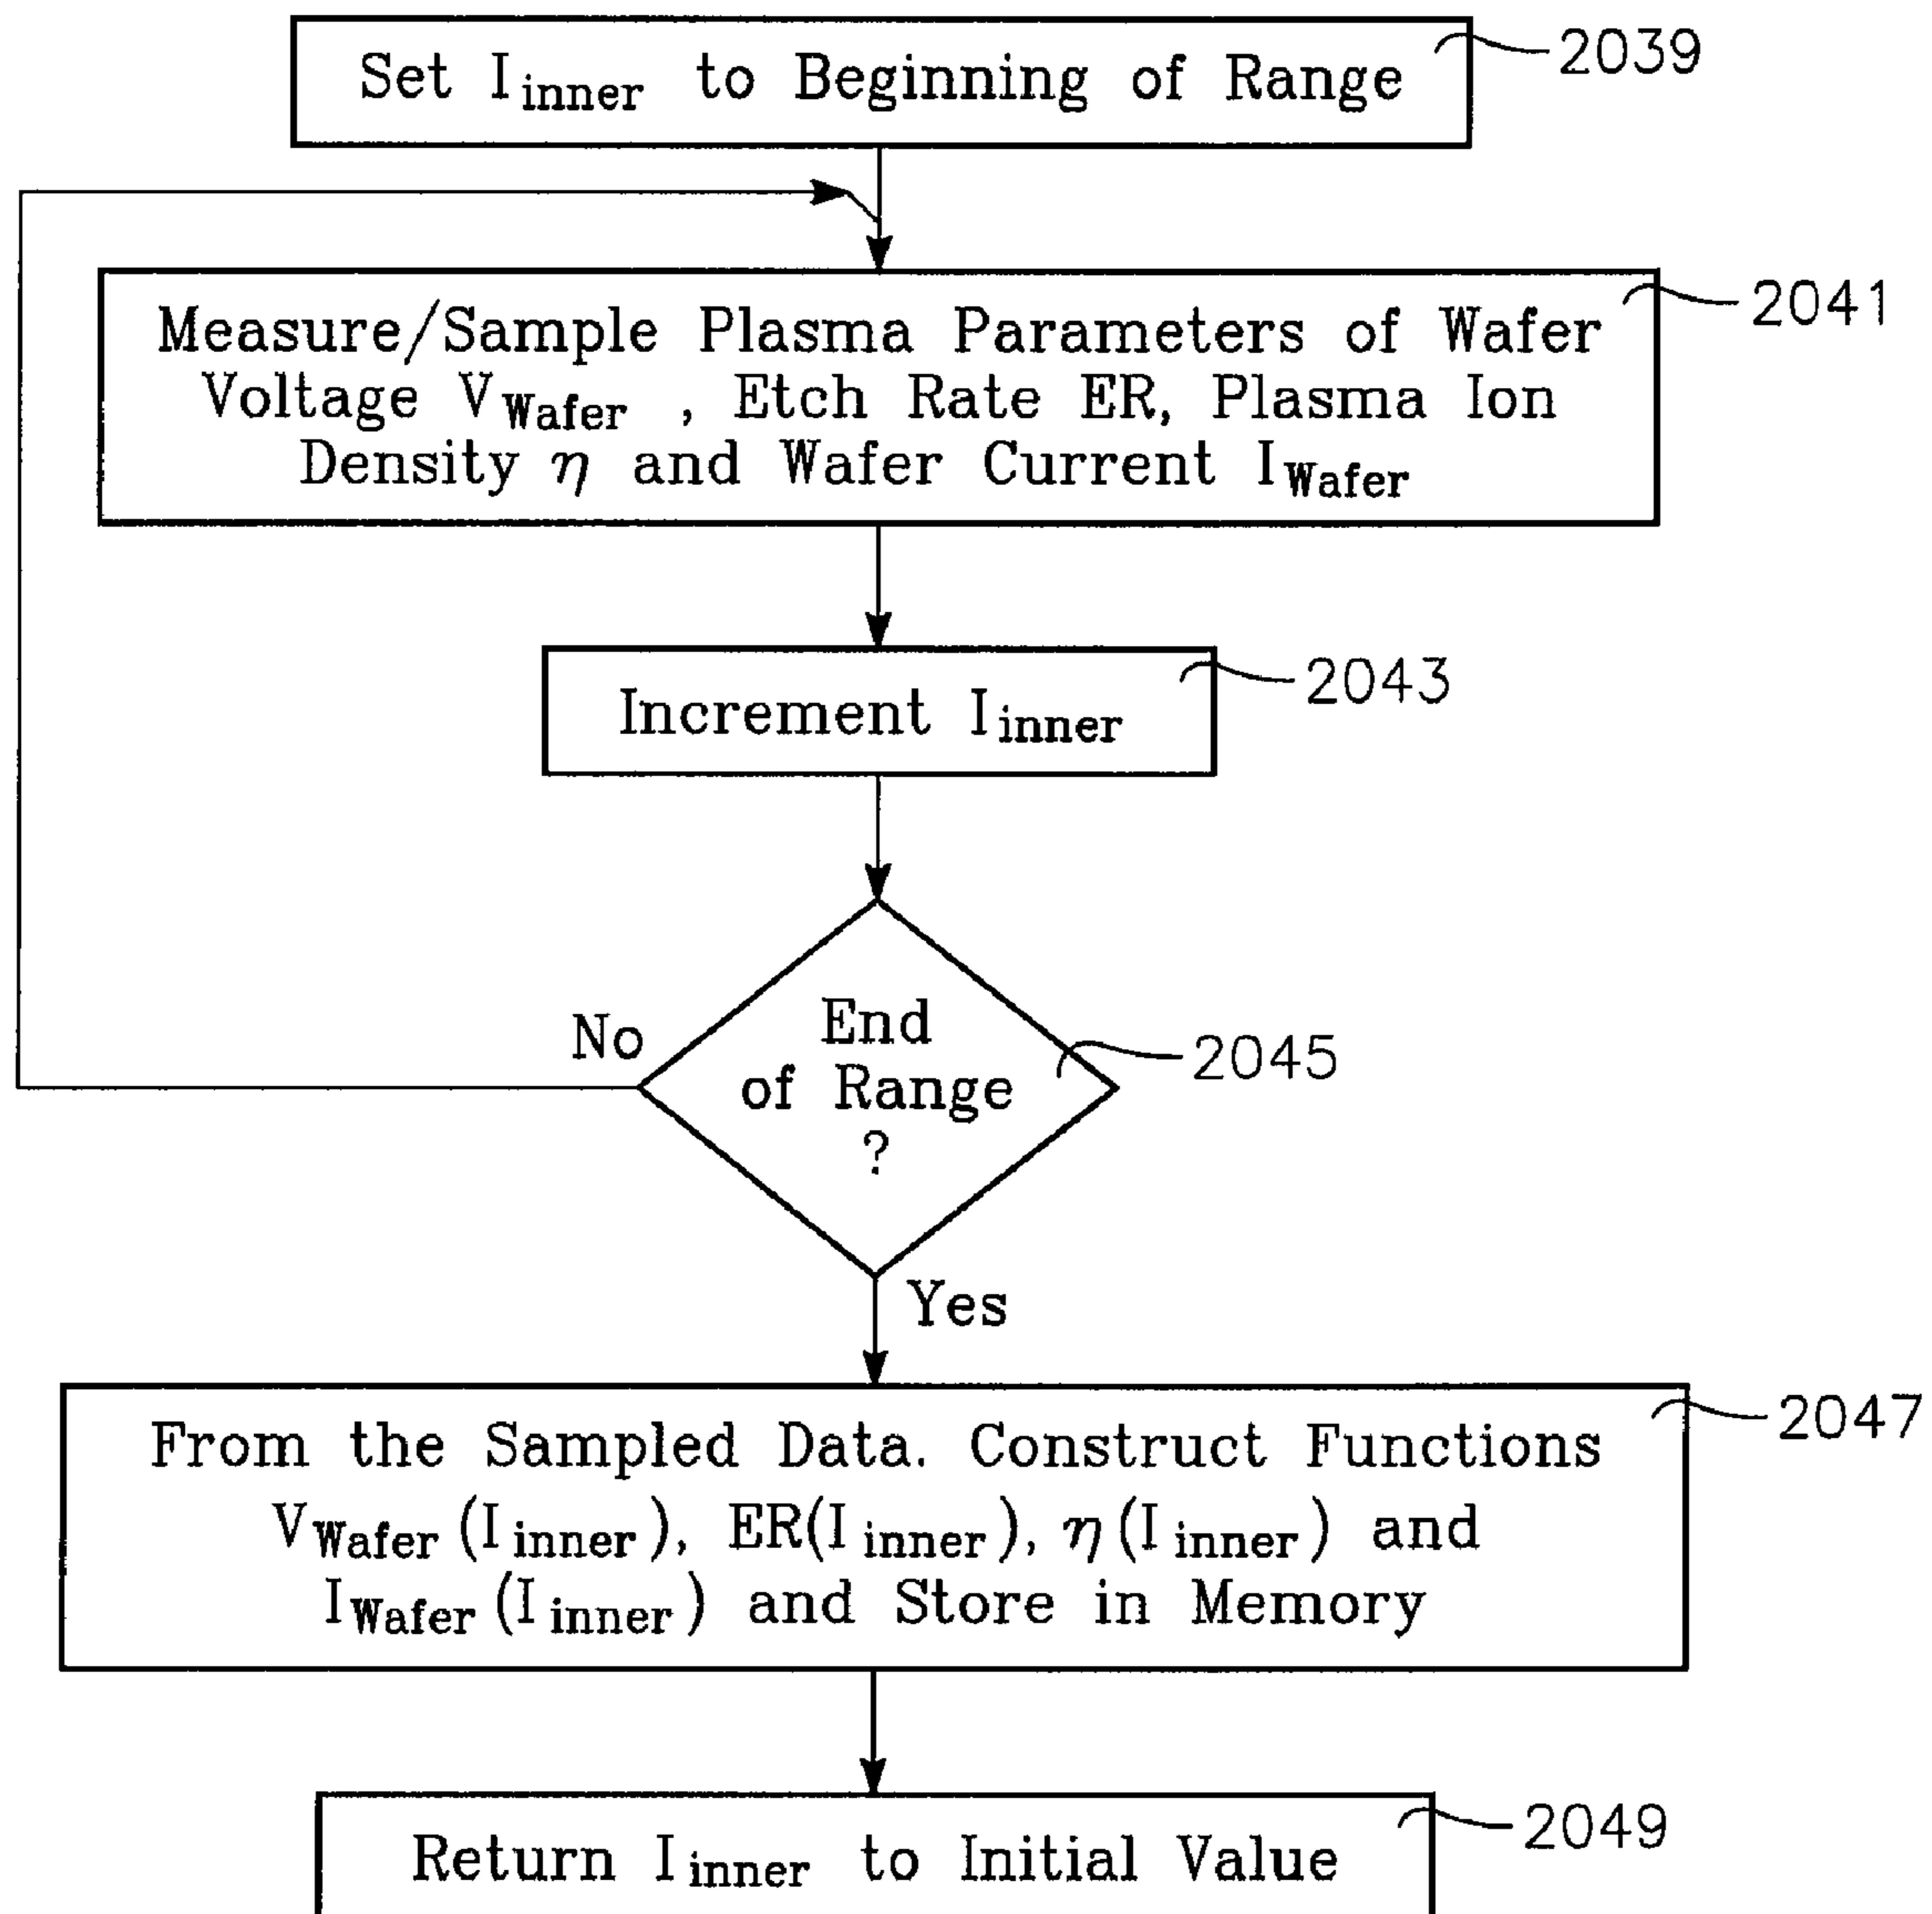 Set I inner to Beginning of Range
2039
Measure/Sample Plasma Parameters of Wafer
Voltage V Wafer , Etch Rate ER, Plasma Ion
Density η and Wafer Current I Wafer
2041
Increment I inner
2043
No
End
of Range
?
2045
Yes
From the Sampled Data. Construct Functions
V Wafer (I inner), ER(I inner), η(I inner) and
I Wafer (I inner) and Store in Memory
2047
Return I inner to Initial Value
2049